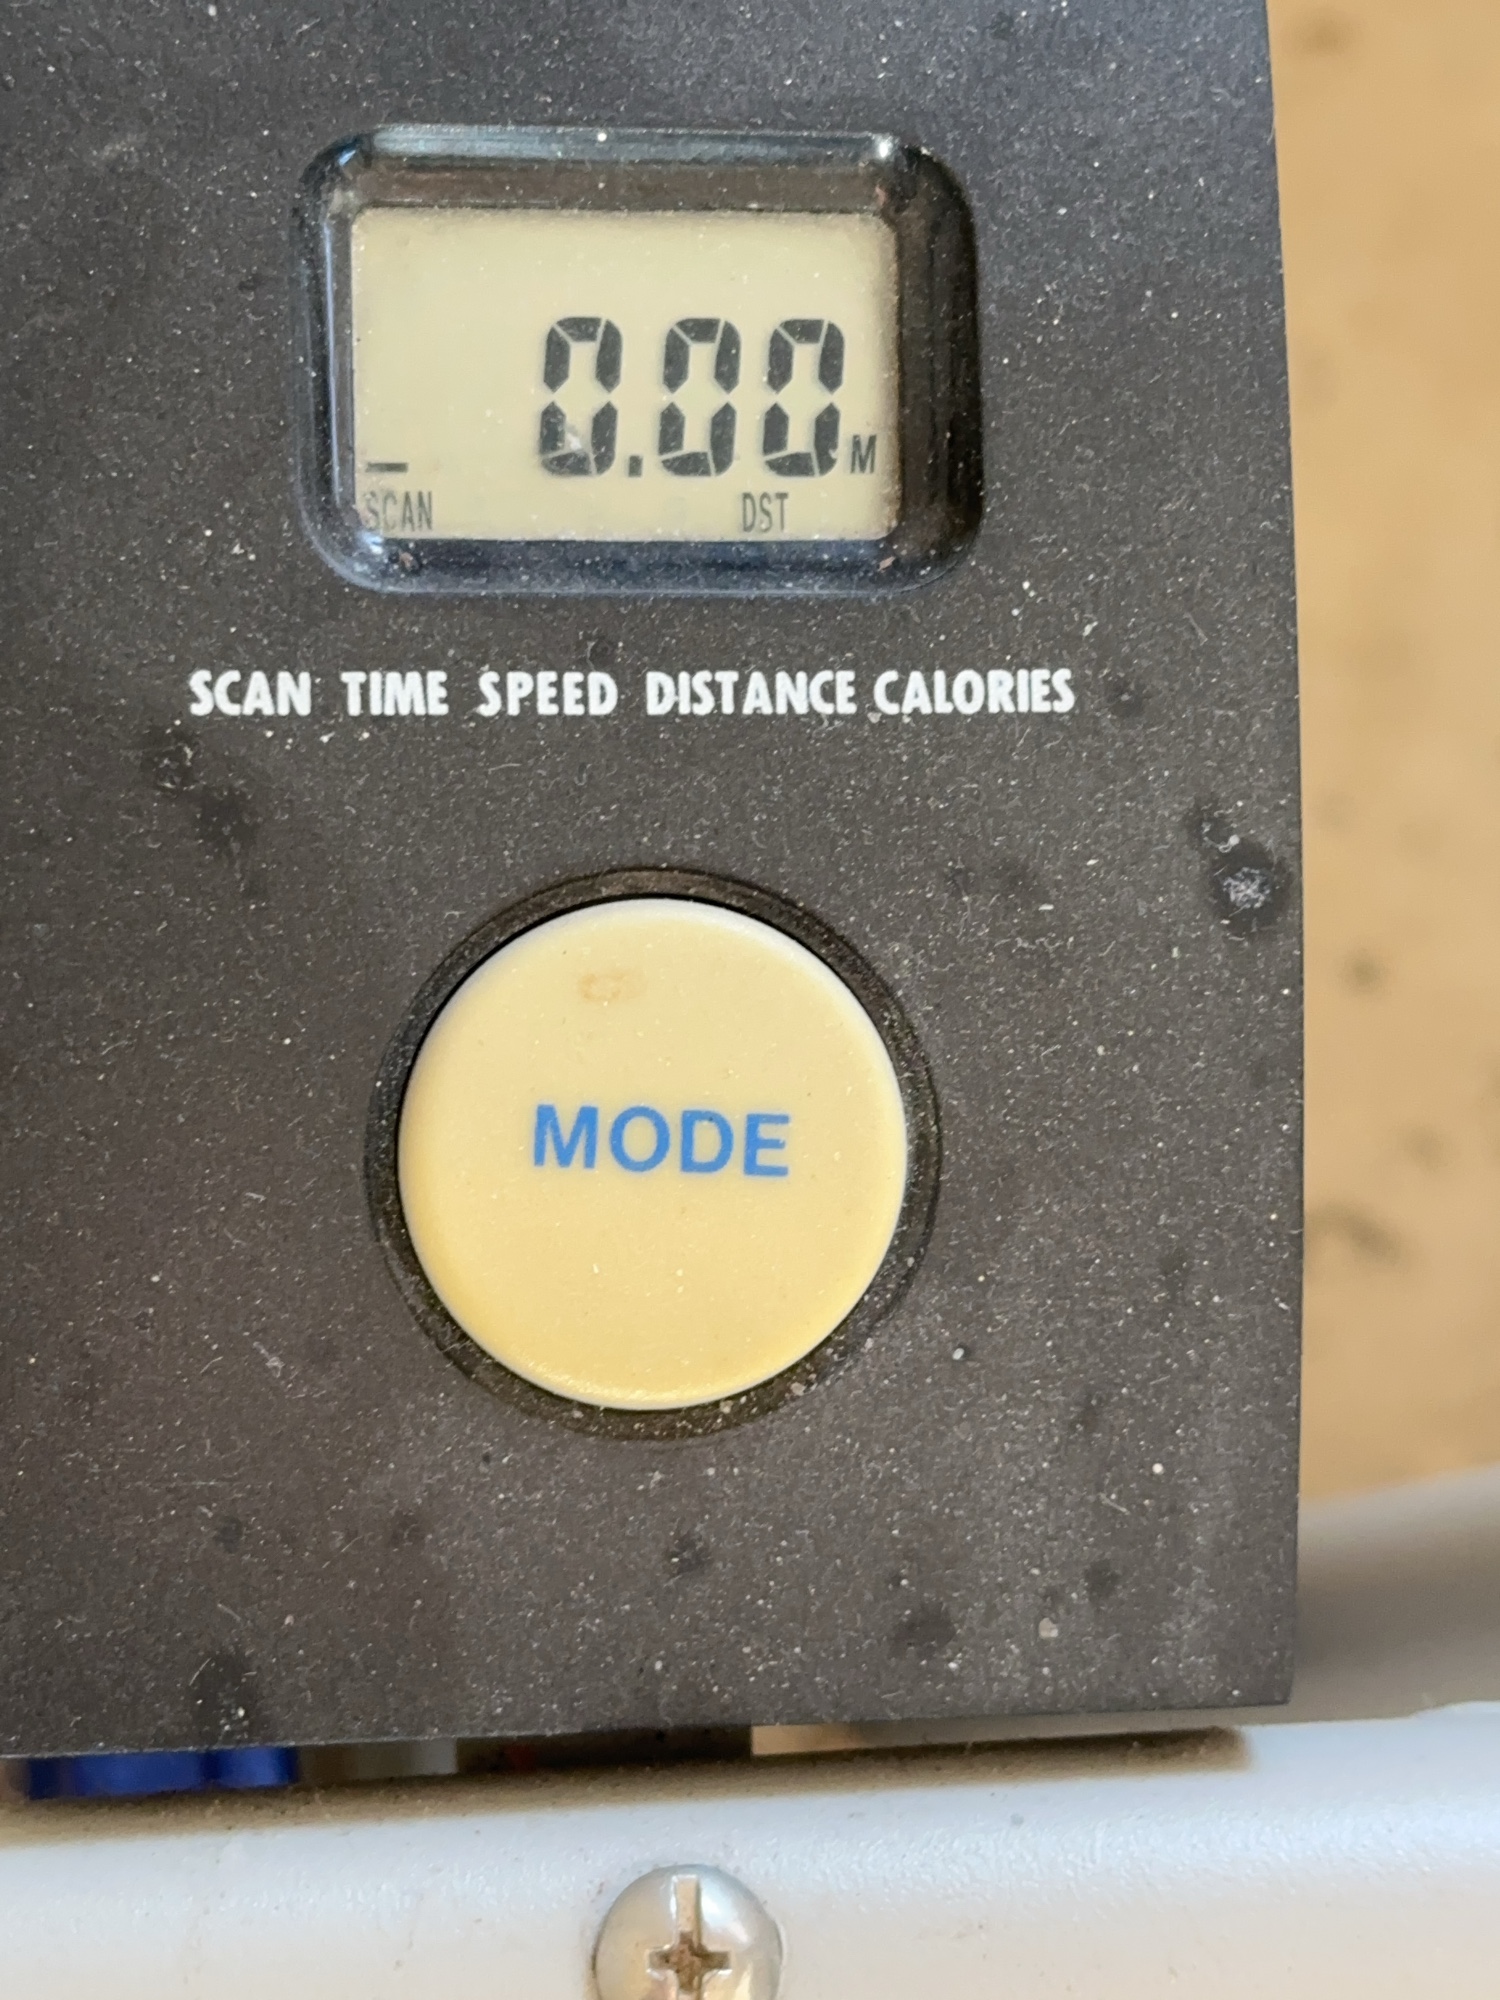 0.00 M
SCAN DST
SCAN TIME SPEED DISTANCE CALORIES
MODE